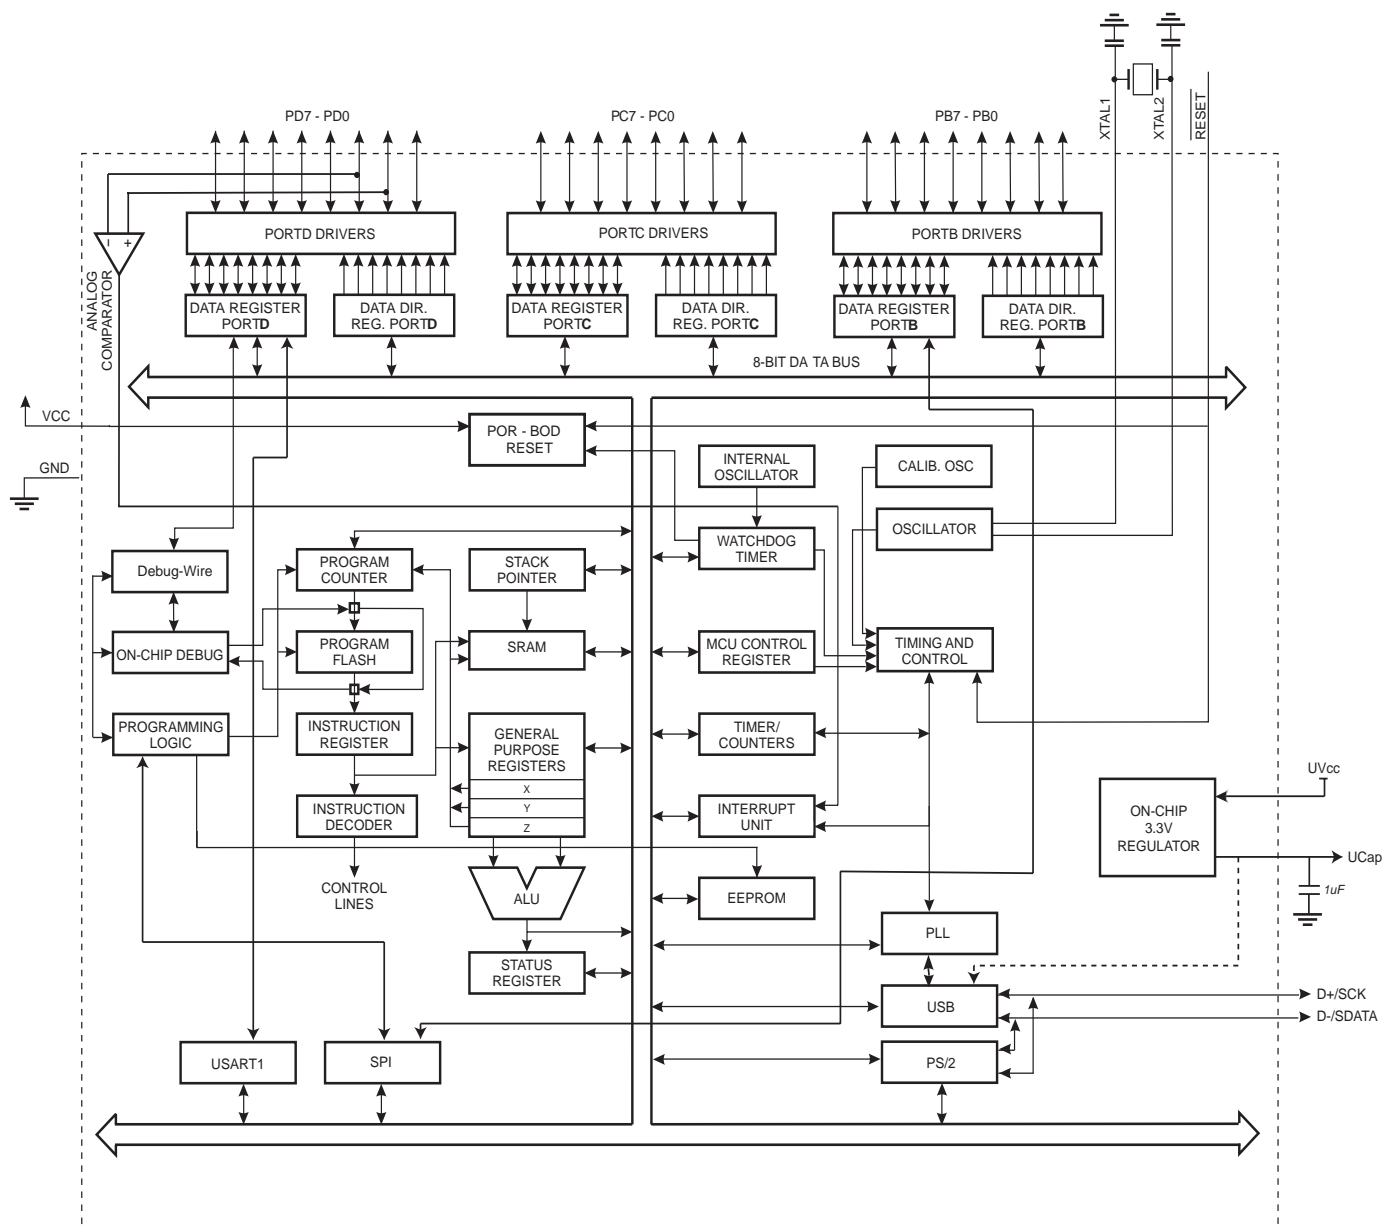 XTAL1
XTAL2
RESET
PD7 - PD0
PC7 - PC0
PB7 - PB0
PORTD DRIVERS
PORTC DRIVERS
PORTB DRIVERS
- +
ANALOG
COMPARATOR
DATA REGISTER
PORTD
DATA DIR.
REG. PORTD
DATA REGISTER
PORTC
DATA DIR.
REG. PORTC
DATA REGISTER
PORTB
DATA DIR.
REG. PORTB
8-BIT DA TA BUS
VCC
GND
POR - BOD
RESET
INTERNAL
OSCILLATOR
CALIB. OSC
WATCHDOG
TIMER
OSCILLATOR
Debug-Wire
PROGRAM
COUNTER
STACK
POINTER
ON-CHIP DEBUG
PROGRAM
FLASH
SRAM
MCU CONTROL
REGISTER
TIMING AND
CONTROL
PROGRAMMING
LOGIC
INSTRUCTION
REGISTER
GENERAL
PURPOSE
REGISTERS
X
Y
Z
TIMER/
COUNTERS
INSTRUCTION
DECODER
INTERRUPT
UNIT
UVcc
ON-CHIP
3.3V
REGULATOR
UCap
1uF
CONTROL
LINES
ALU
EEPROM
PLL
STATUS
REGISTER
USB
D+/SCK
D-/SDATA
USART1
SPI
PS/2